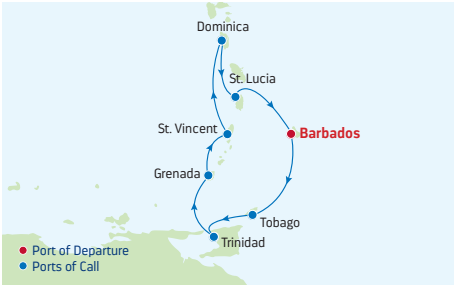 Dominica
St. Lucia
St. Vincent
Barbados
Grenada
Tobago
Trinidad
Port of Departure
Ports of Call